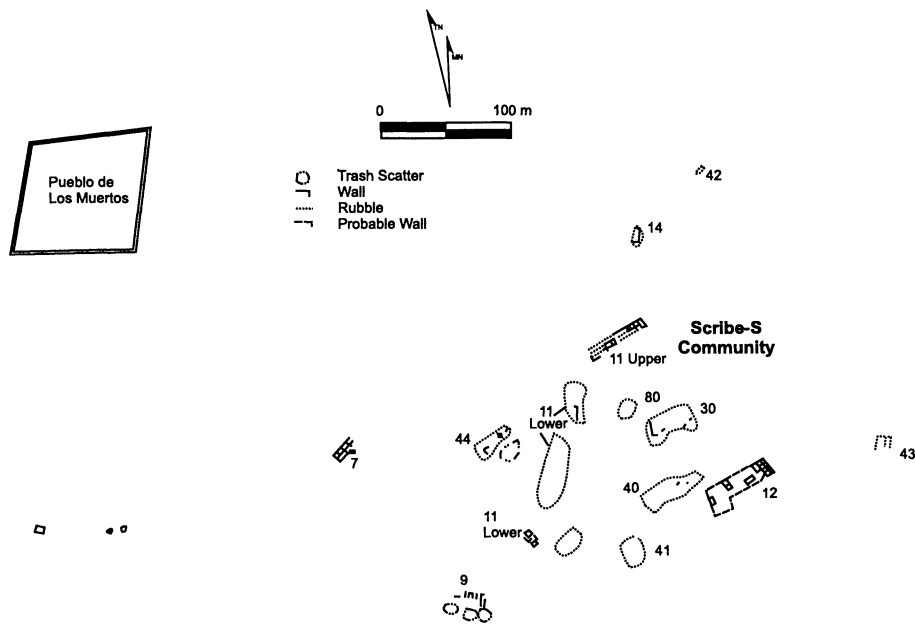 TN
MN
0 100 m
Pueblo de
Los Muertos
Trash Scatter
Wall
Rubble
Probable Wall
42
14
Scribe-S
Community
11 Upper
11
Lower
80
30
44
7
43
40
12
11
Lower
41
9